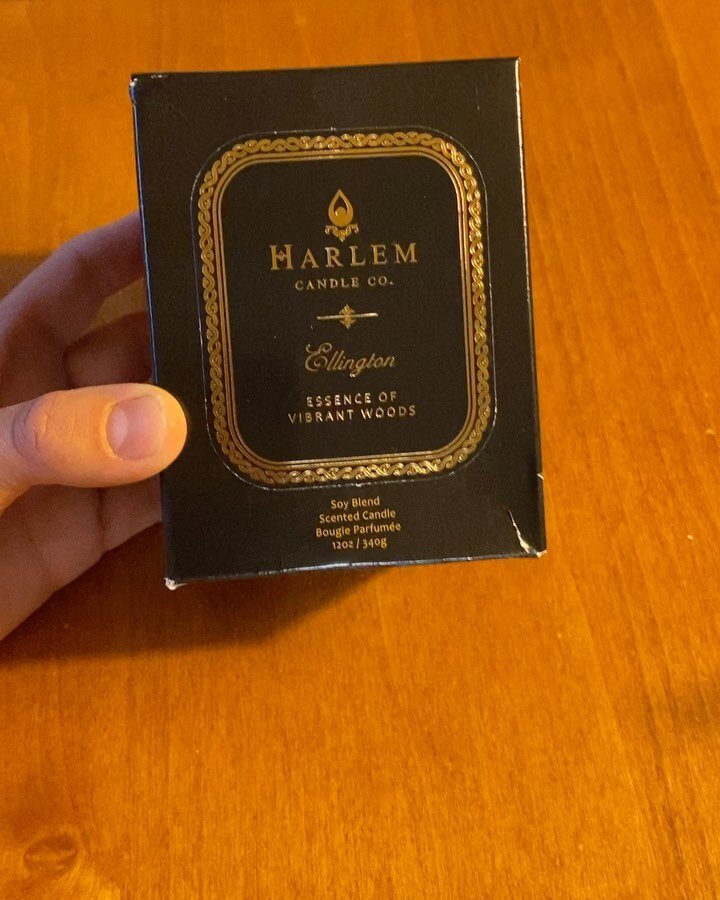 HARLEM
CANDLE CO.
Ellington
ESSENCE OF
VIBRANT WOODS
Soy Blend
Scented Candle
Bougie Parfumée
12oz / 340g